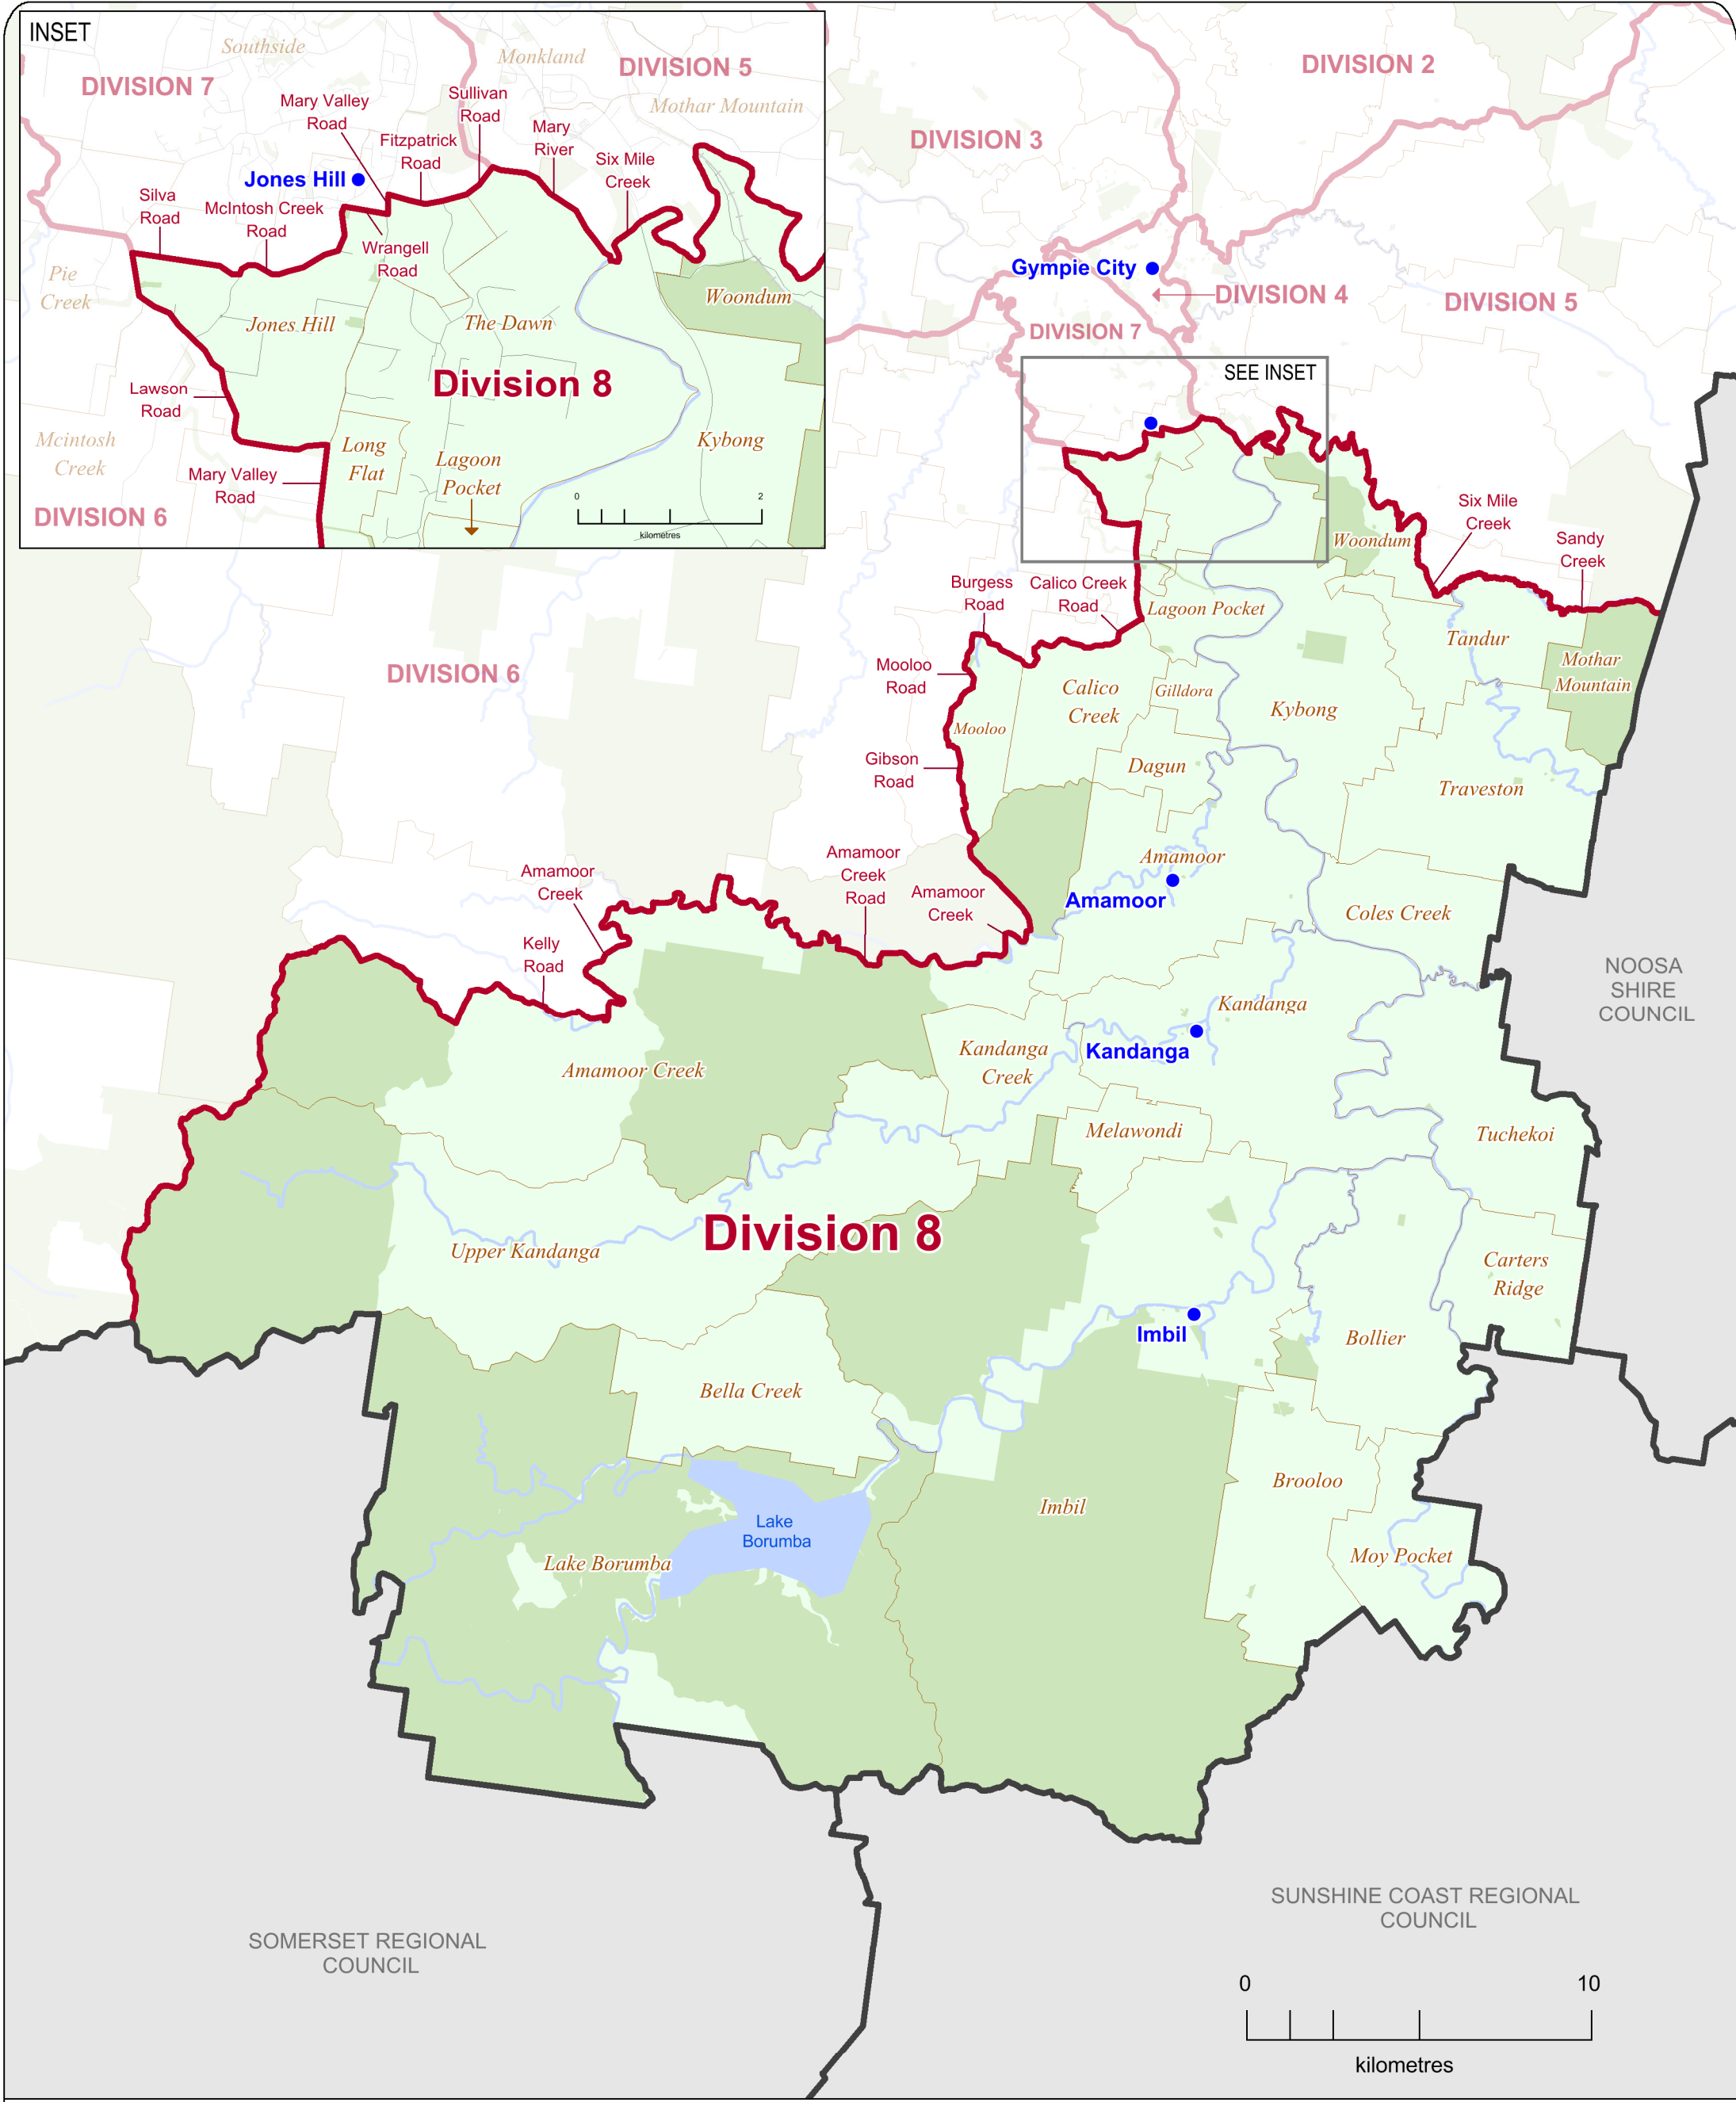 INSET
Southside
Monkland
DIVISION 5
DIVISION 7
Mothar Mountain
Mary Valley
Road
Sullivan
Road
Fitzpatrick
Road
Mary
River
Six Mile
Creek
Jones Hill
Silva
Road
McIntosh Creek
Road
Wrangell
Road
Pie
Creek
Woondum
Jones Hill
The Dawn
Division 8
Lawson
Road
Mcintosh
Creek
Long
Flat
Lagoon
Pocket
Kybong
Mary Valley
Road
DIVISION 6
0
2
kilometres
DIVISION 2
DIVISION 3
Gympie City
DIVISION 4
DIVISION 5
DIVISION 7
SEE INSET
Six Mile
Creek
Woondum
Sandy
Creek
Burgess
Road
Calico Creek
Road
Lagoon Pocket
Tandur
Mothar
Mountain
DIVISION 6
Mooloo
Road
Calico
Creek
Gilldora
Kybong
Mooloo
Gibson
Road
Dagun
Traveston
Amamoor
Creek
Road
Amamoor
Amamoor
Creek
Amamoor
Creek
Amamoor
Coles Creek
Kelly
Road
NOOSA
SHIRE
COUNCIL
Kandanga
Kandanga
Kandanga
Creek
Amamoor Creek
Melawondi
Tuchekoi
Division 8
Upper Kandanga
Carters
Ridge
Imbil
Bollier
Bella Creek
Brooloo
Imbil
Lake
Borumba
Lake Borumba
Moy Pocket
SUNSHINE COAST REGIONAL
COUNCIL
SOMERSET REGIONAL
COUNCIL
0
10
kilometres